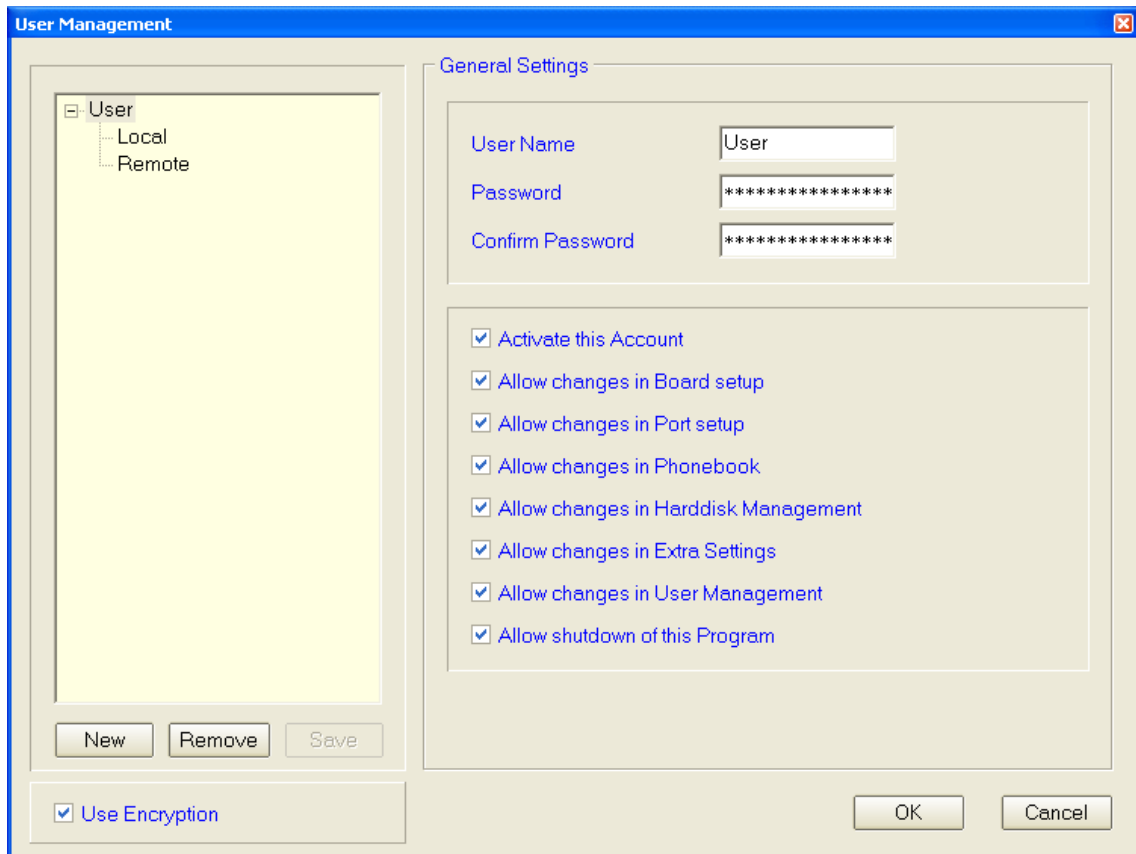 User Management
General Settings
User
Local
Remote
User Name
User
Password
****************
Confirm Password
****************
Activate this Account
Allow changes in Board setup
Allow changes in Port setup
Allow changes in Phonebook
Allow changes in Harddisk Management
Allow changes in Extra Settings
Allow changes in User Management
Allow shutdown of this Program
New
Remove
Save
Use Encryption
OK
Cancel